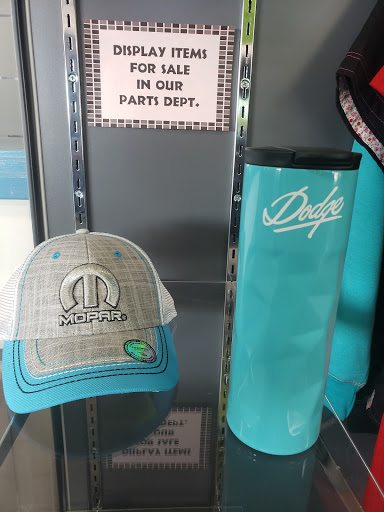 DISPLAY ITEMS
FOR SALE
IN OUR
PARTS DEPT.
Dodge
MOPAR